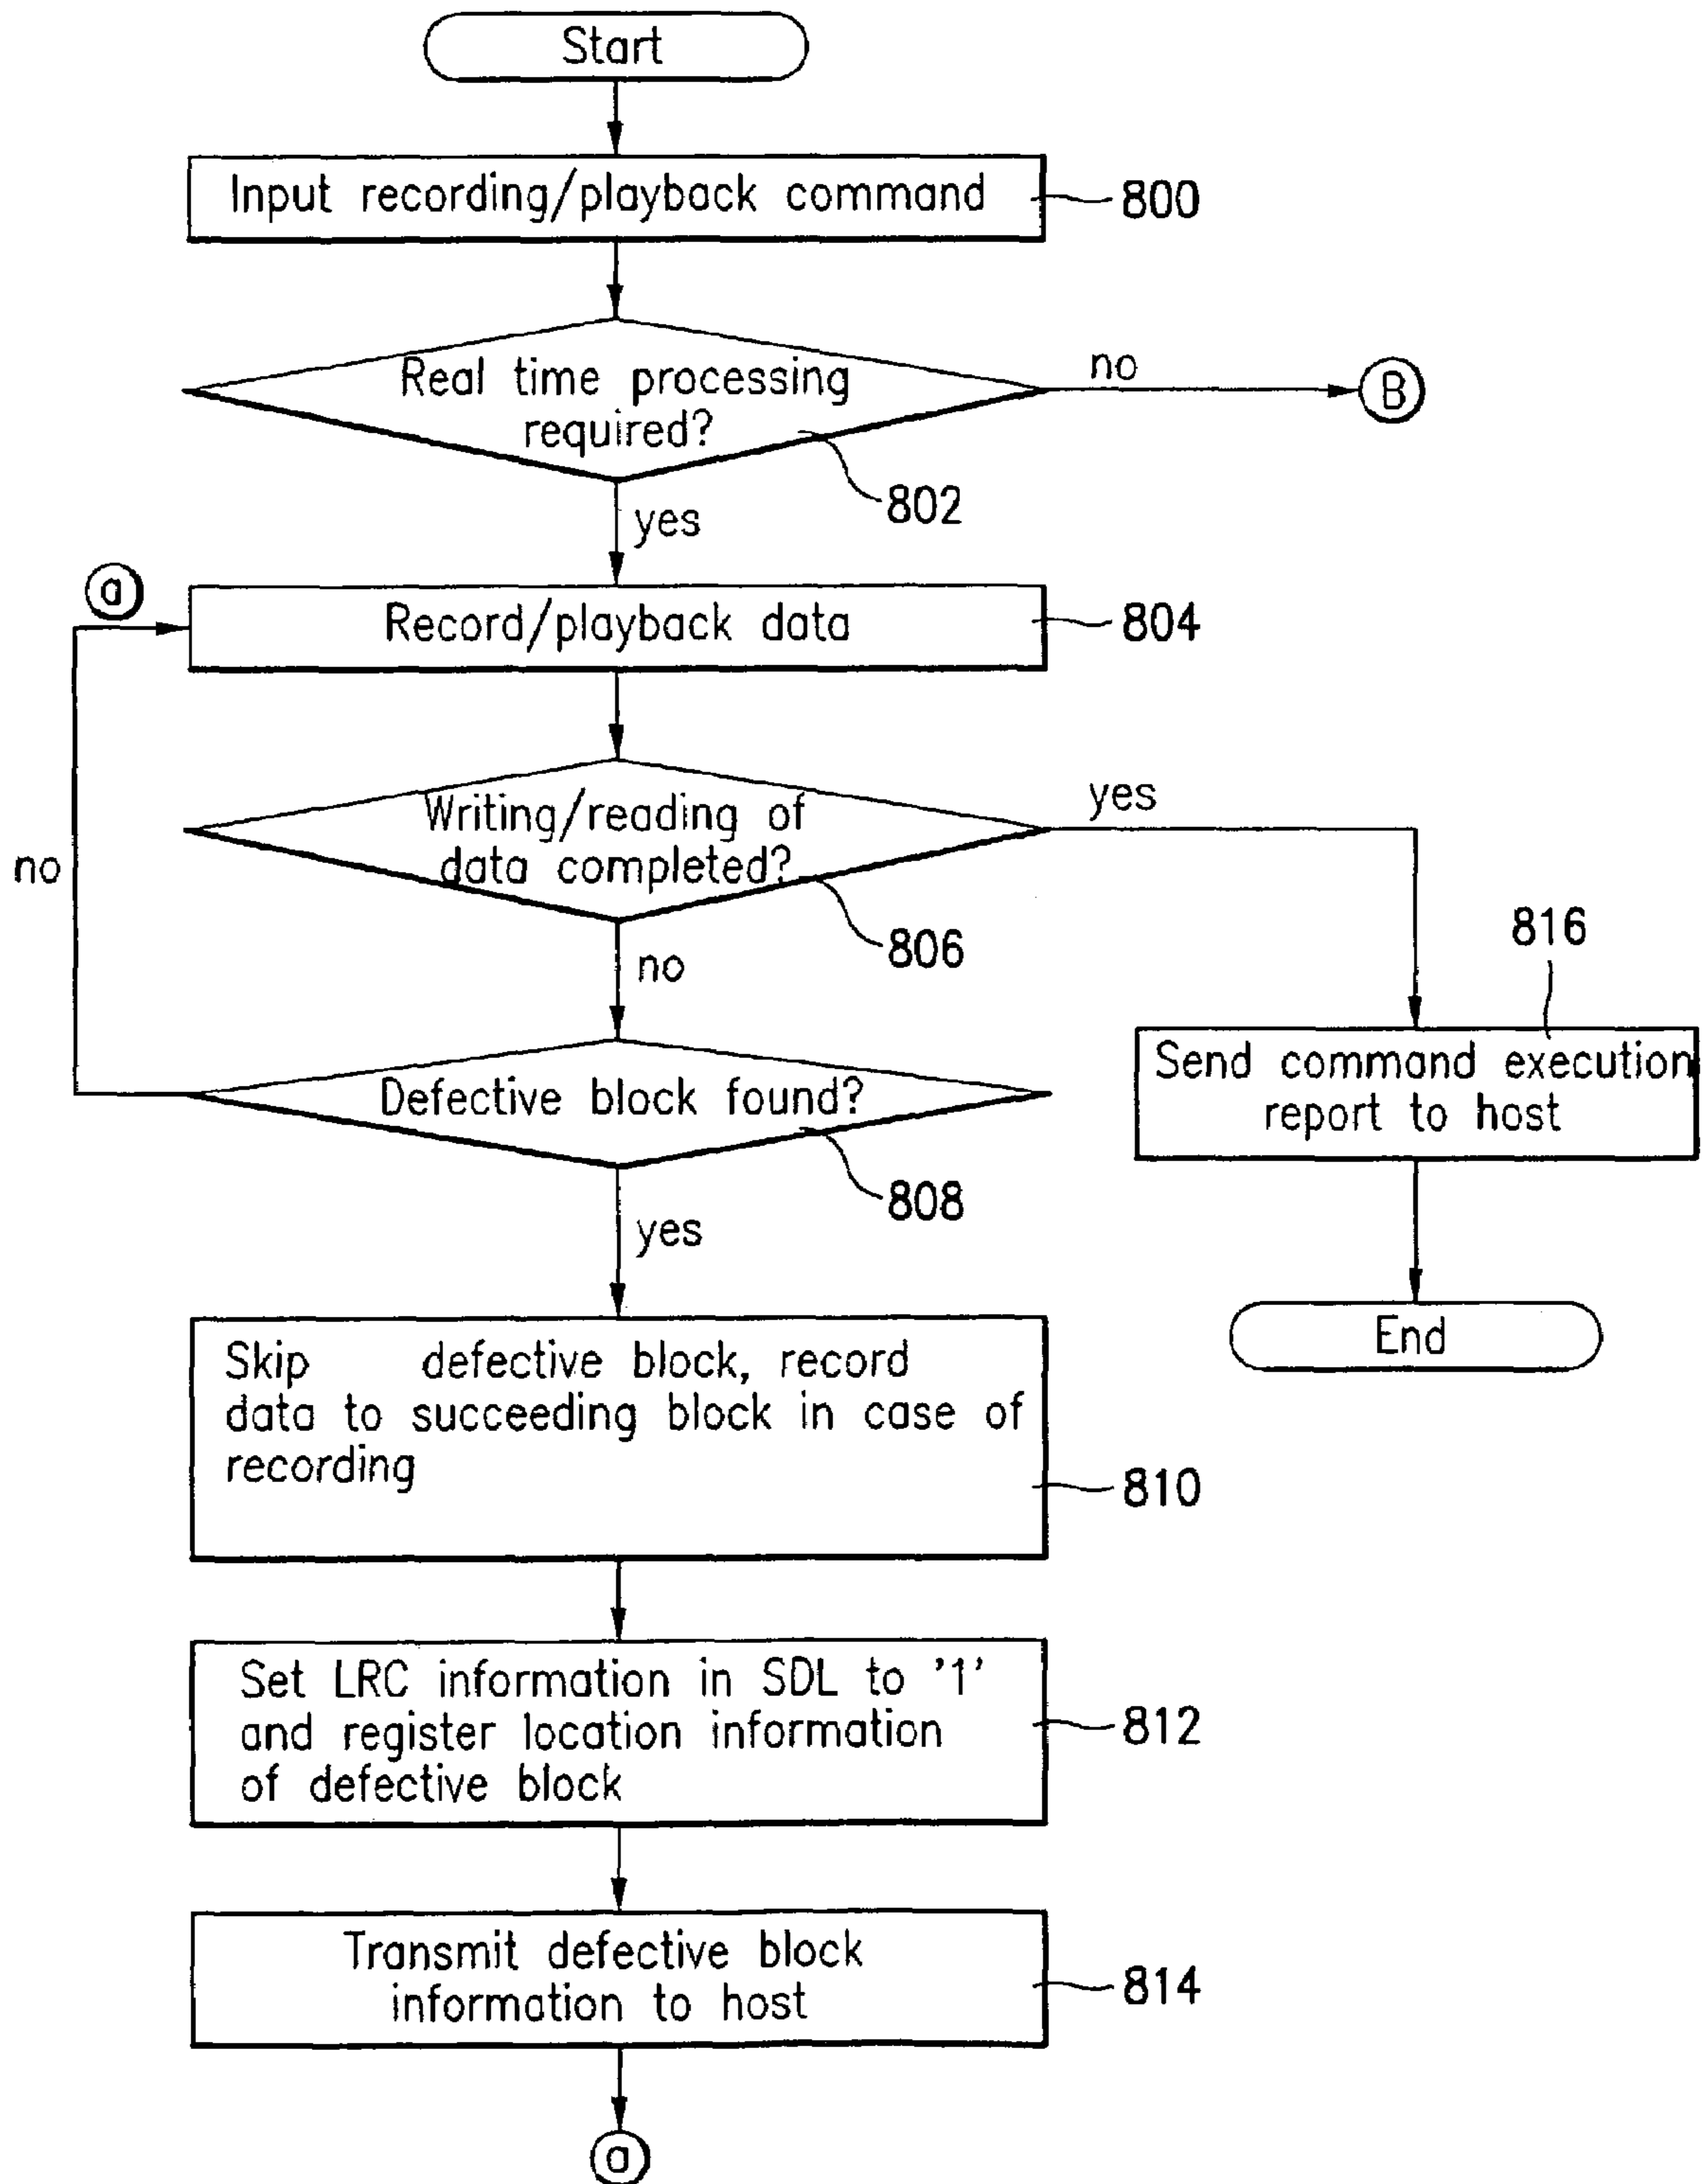 Start
Input recording/playback command
800
Real time processing
required?
no
B
802
yes
a
Record/playback data
804
Writing/reading of
data completed?
yes
no
806
no
816
Send command execution
report to host
Defective block found?
808
yes
End
Skip defective block, record
data to succeeding block in case of
recording
810
Set LRC information in SDL to '1'
and register location information
of defective block
812
Transmit defective block
information to host
814
a